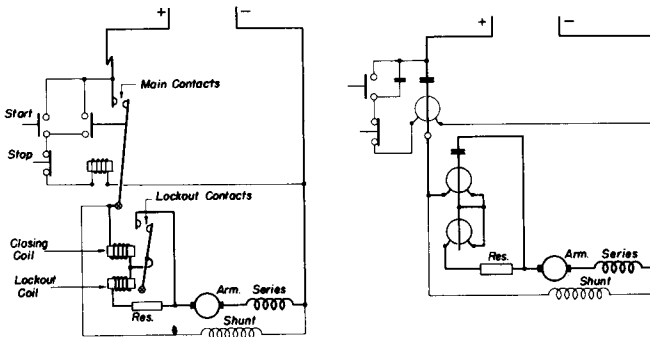 + −
Main Contacts
Start
Stop
Lockout Contacts
Closing
Coil
Lockout
Coil
Arm. Series
Res.
Shunt
+ −
Arm. Series
Res.
Shunt